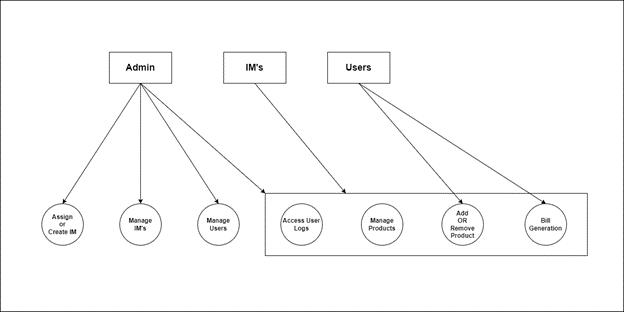 Admin
IM's
Users
Assign
or
Create IM
Manage
IM's
Manage
Users
Access User
Logs
Manage
Products
Add
OR
Remove
Product
Bill
Generation